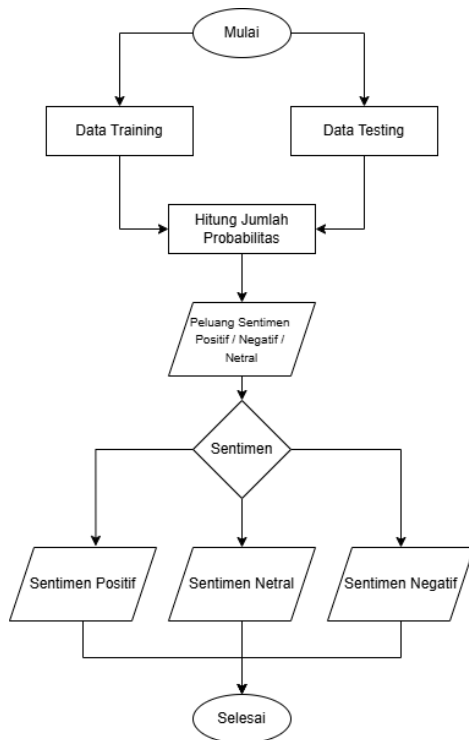 Mulai
Data Training
Data Testing
Hitung Jumlah
Probabilitas
Peluang Sentimen
Positif / Negatif /
Netral
Sentimen
Sentimen Positif
Sentimen Netral
Sentimen Negatif
Selesai